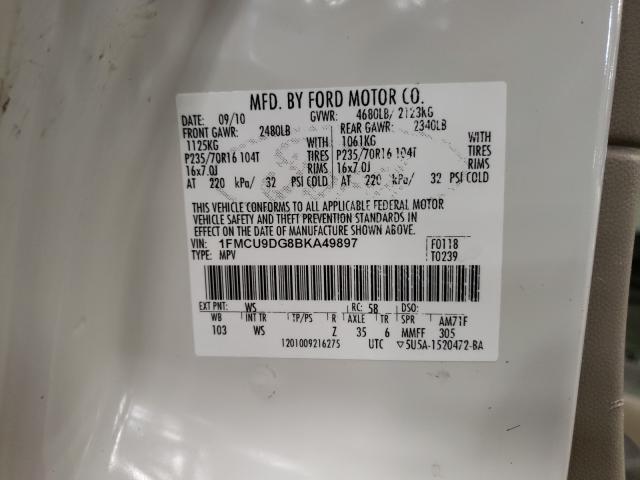 MFD. BY FORD MOTOR CO.
DATE: 09/10 GVWR: 4680LB/ 2123KG
FRONT GAWR: 2480LB REAR GAWR: 2340LB
1125KG WITH 1061KG WITH
P235/70R16 104T TIRES P235/70R16 104T TIRES
16x7.0J RIMS 16x7.0J RIMS
AT 220 kPa/ 32 PSI COLD AT 220 kPa/ 32 PSI COLD
THIS VEHICLE CONFORMS TO ALL APPLICABLE FEDERAL MOTOR
VEHICLE SAFETY AND THEFT PREVENTION STANDARDS IN
EFFECT ON THE DATE OF MANUFACTURE SHOWN ABOVE.
VIN: 1FMCU9DG8BKA49897 F0118
TYPE: MPV T0239
EXT PNT: WS RC: 58 DSO:
WB INT TR TP/PS R AXLE TR SPR AM71F
103 WS Z 35 6 MMFF 305
1201009216275 UTC ▽5U5A-1520472-BA